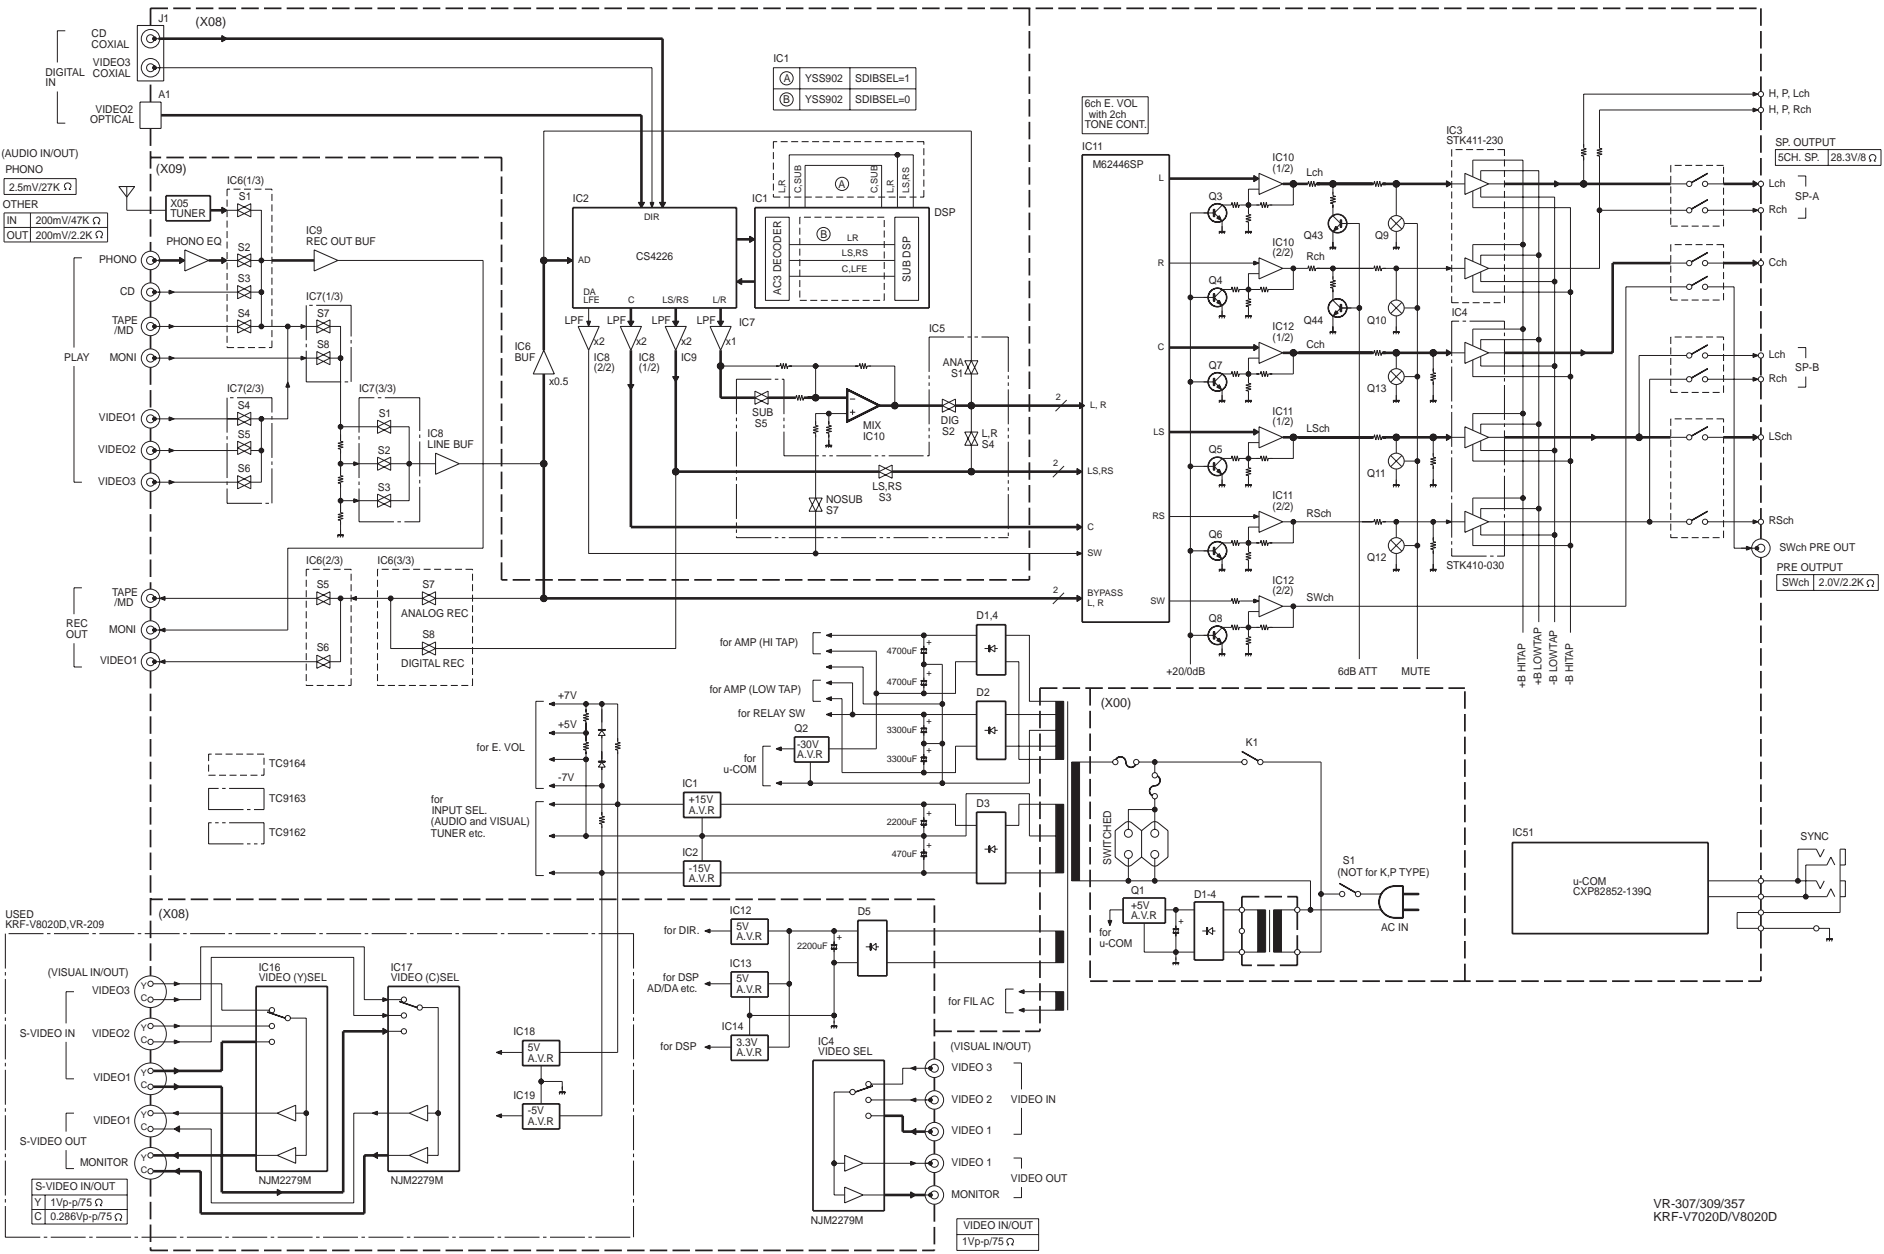 J1
(X08)
CD
COXIAL
VIDEO3
COXIAL
DIGITAL
IN
A1
VIDEO2
OPTICAL
(AUDIO IN/OUT)
PHONO
2.5mV/27K Ω
OTHER
IN 200mV/47K Ω
OUT 200mV/2.2K Ω
(X09)
X05
TUNER
IC6(1/3)
S1
S2
S3
S4
PHONO EQ
IC9
REC OUT BUF
PHONO
CD
TAPE
/MD
MONI
PLAY
VIDEO1
VIDEO2
VIDEO3
IC7(1/3)
S7
S8
IC7(2/3)
S4
S5
S6
IC7(3/3)
S1
S2
S3
IC8
LINE BUF
IC6
BUF
x0.5
TAPE
/MD
REC
OUT
MONI
VIDEO1
IC6(2/3)
S5
S6
IC6(3/3)
S7
ANALOG REC
S8
DIGITAL REC
IC1
A YSS902 SDIBSEL=1
B YSS902 SDIBSEL=0
IC2
DIR
AD
CS4226
DA
LFE
C
LS/RS
L/R
IC1
DSP
L,R
C,SUB
A
C,SUB
L,R
LS,RS
AC3 DECODER
B
LR
LS,RS
C,LFE
SUB DSP
LPF
x2
IC8
(2/2)
LPF
x2
IC8
(1/2)
LPF
x2
IC9
LPF
x1
IC7
IC5
ANA
S1
SUB
S5
MIX
IC10
DIG
S2
L,R
S4
LS,RS
S3
NOSUB
S7
2
2
2
6ch E. VOL
with 2ch
TONE CONT.
IC11
M62446SP
L
R
C
LS
RS
SW
L, R
LS,RS
C
SW
BYPASS
L, R
IC10
(1/2)
Lch
Q3
Q43
Q9
IC10
(2/2)
Rch
Q4
Q44
Q10
IC12
(1/2)
Cch
Q7
Q13
IC11
(1/2)
LSch
Q5
Q11
IC11
(2/2)
RSch
Q6
Q12
IC12
(2/2)
SWch
Q8
+20/0dB
6dB ATT
MUTE
IC3
STK411-230
IC4
STK410-030
+B HITAP
+B LOWTAP
-B LOWTAP
-B HITAP
H, P, Lch
H, P, Rch
SP. OUTPUT
5CH. SP. 28.3V/8 Ω
Lch
SP-A
Rch
Cch
Lch
SP-B
Rch
LSch
RSch
SWch PRE OUT
PRE OUTPUT
SWch 2.0V/2.2K Ω
for AMP (HI TAP)
for AMP (LOW TAP)
for RELAY SW
Q2
-30V
A.V.R
for
u-COM
4700uF
+
4700uF
+
3300uF
+
3300uF
+
D1,4
D2
D3
+7V
+5V
-7V
for E. VOL
for
INPUT SEL.
(AUDIO and VISUAL)
TUNER etc.
IC1
+15V
A.V.R
IC2
-15V
A.V.R
2200uF
+
470uF
+
TC9164
TC9163
TC9162
(X00)
K1
SWITCHED
S1
(NOT for K,P TYPE)
Q1
+5V
A.V.R
for
u-COM
+
D1-4
AC IN
IC51
u-COM
CXP82852-139Q
SYNC
USED
KRF-V8020D,VR-209
(X08)
(VISUAL IN/OUT)
VIDEO3
S-VIDEO IN
VIDEO2
VIDEO1
VIDEO1
S-VIDEO OUT
MONITOR
Y
C
Y
C
Y
C
Y
C
Y
C
S-VIDEO IN/OUT
Y 1Vp-p/75 Ω
C 0.286Vp-p/75 Ω
IC16
VIDEO (Y)SEL
NJM2279M
IC17
VIDEO (C)SEL
NJM2279M
IC18
5V
A.V.R
IC19
-5V
A.V.R
for DIR.
IC12
5V
A.V.R
for DSP
AD/DA etc.
IC13
5V
A.V.R
for DSP
IC14
3.3V
A.V.R
2200uF
+
D5
for FIL AC
IC4
VIDEO SEL
NJM2279M
(VISUAL IN/OUT)
VIDEO 3
VIDEO 2
VIDEO IN
VIDEO 1
VIDEO 1
VIDEO OUT
MONITOR
VIDEO IN/OUT
1Vp-p/75 Ω
VR-307/309/357
KRF-V7020D/V8020D